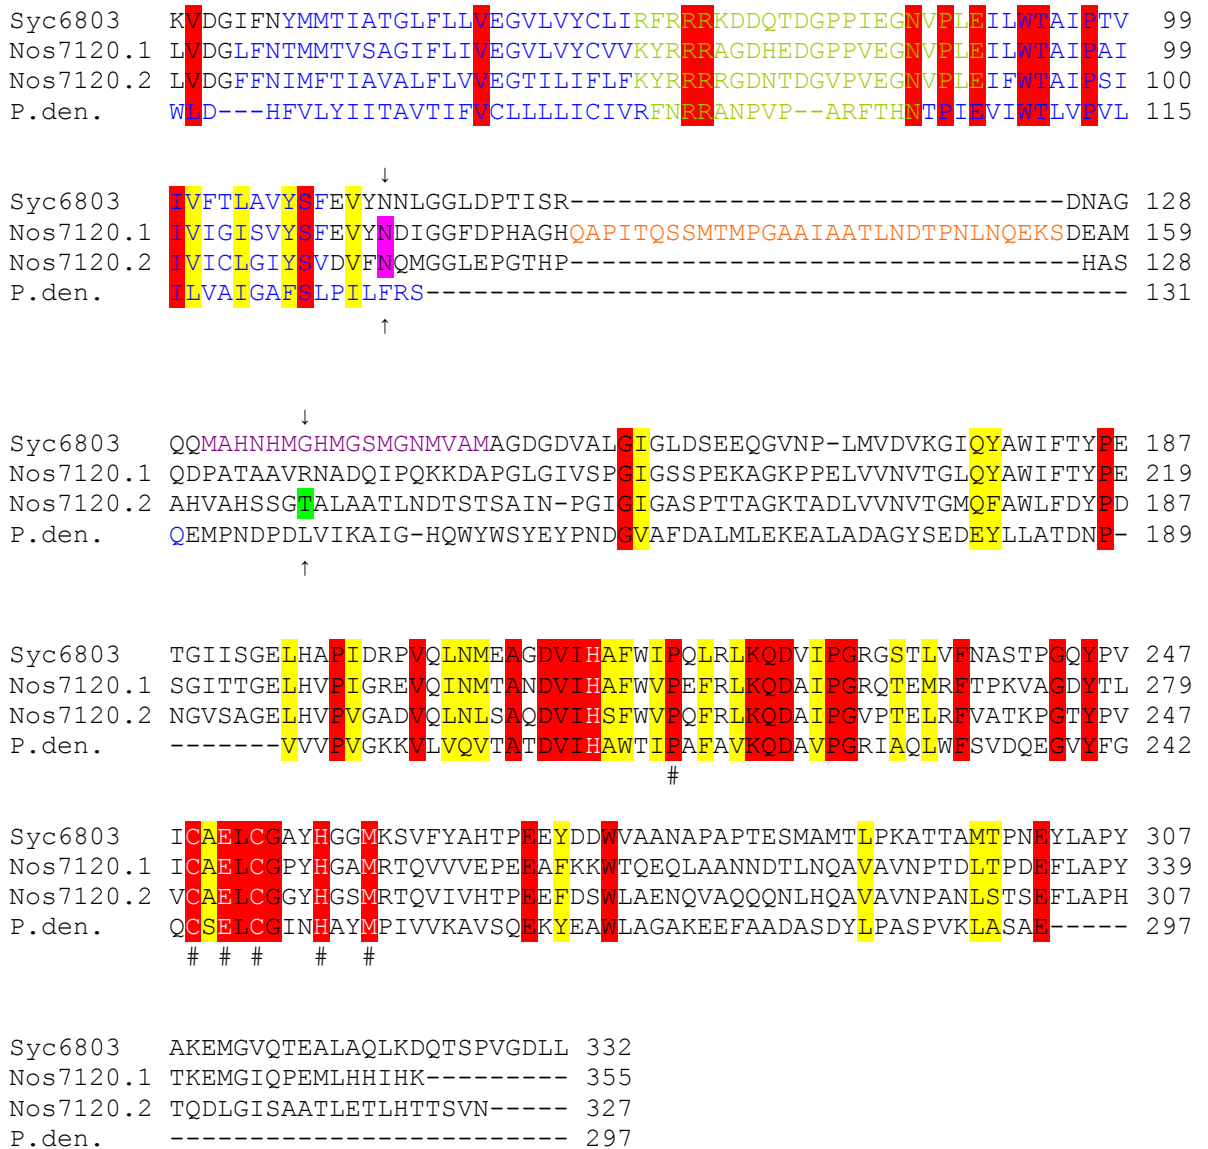 Syc6803 KVDGIFNYMMTIATGLFLLVEGVLVYCLIRFRRRKDDQTDGPPIEGNVPLEILWTAIPTV 99
Nos7120.1 LVDGLFNTMMTVSAGIFLIVEGVLVYCVVKYRRRAGDHEDGPPVEGNVPLEILWTAIPAI 99
Nos7120.2 LVDGFFNIMFTIAVALFLVVEGTILIFLFKYRRRRGDNTDGVPVEGNVPLEIFWTAIPSI 100
P.den. WLD---HFVLYIITAVTIFVCLLLLICIVRFNRRANPVP--ARFTHNTPIEVIWTLVPVL 115
↓
Syc6803 IVFTLAVYSFEVYNNLGGLDPTISR-------------------------------DNAG 128
Nos7120.1 IVIGISVYSFEVYNDIGGFDPHAGHQAPITQSSMTMPGAAIAATLNDTPNLNQEKSDEAM 159
Nos7120.2 IVICLGIYSVDVFNQMGGLEPGTHP--------------------------------HAS 128
P.den. ILVAIGAFSLPILFRS-------------------------------------------- 131
↑
↓
Syc6803 QQMAHNHMGHMGSMGNMVAMAGDGDVALGIGLDSEEQGVNP-LMVDVKGIQYAWIFTYPE 187
Nos7120.1 QDPATAAVRNADQIPQKKDAPGLGIVSPGIGSSPEKAGKPPELVVNVTGLQYAWIFTYPE 219
Nos7120.2 AHVAHSSGTALAATLNDTSTSAIN-PGIGIGASPTTAGKTADLVVNVTGMQFAWLFDYPD 187
P.den. QEMPNDPDLVIKAIG-HQWYWSYEYPNDGVAFDALMLEKEALADAGYSEDEYLLATDNP- 189
↑
Syc6803 TGIISGELHAPIDRPVQLNMEAGDVIHAFWIPQLRLKQDVIPGRGSTLVFNASTPGQYPV 247
Nos7120.1 SGITTGELHVPIGREVQINMTANDVIHAFWVPEFRLKQDAIPGRQTEMRFTPKVAGDYTL 279
Nos7120.2 NGVSAGELHVPVGADVQLNLSAQDVIHSFWVPQFRLKQDAIPGVPTELRFVATKPGTYPV 247
P.den. -------VVVPVGKKVLVQVTATDVIHAWTIPAFAVKQDAVPGRIAQLWFSVDQEGVYFG 242
#
Syc6803 ICAELCGAYHGGMKSVFYAHTPEEYDDWVAANAPAPTESMAMTLPKATTAMTPNEYLAPY 307
Nos7120.1 ICAELCGPYHGAMRTQVVVEPEEAFKKWTQEQLAANNDTLNQAVAVNPTDLTPDEFLAPY 339
Nos7120.2 VCAELCGGYHGSMRTQVIVHTPEEFDSWLAENQVAQQQNLHQAVAVNPANLSTSEFLAPH 307
P.den. QCSELCGINHAYMPIVVKAVSQEKYEAWLAGAKEEFAADASDYLPASPVKLASAE----- 297
# # # # #
Syc6803 AKEMGVQTEALAQLKDQTSPVGDLL 332
Nos7120.1 TKEMGIQPEMLHHIHK--------- 355
Nos7120.2 TQDLGISAATLETLHTTSVN----- 327
P.den. ------------------------- 297